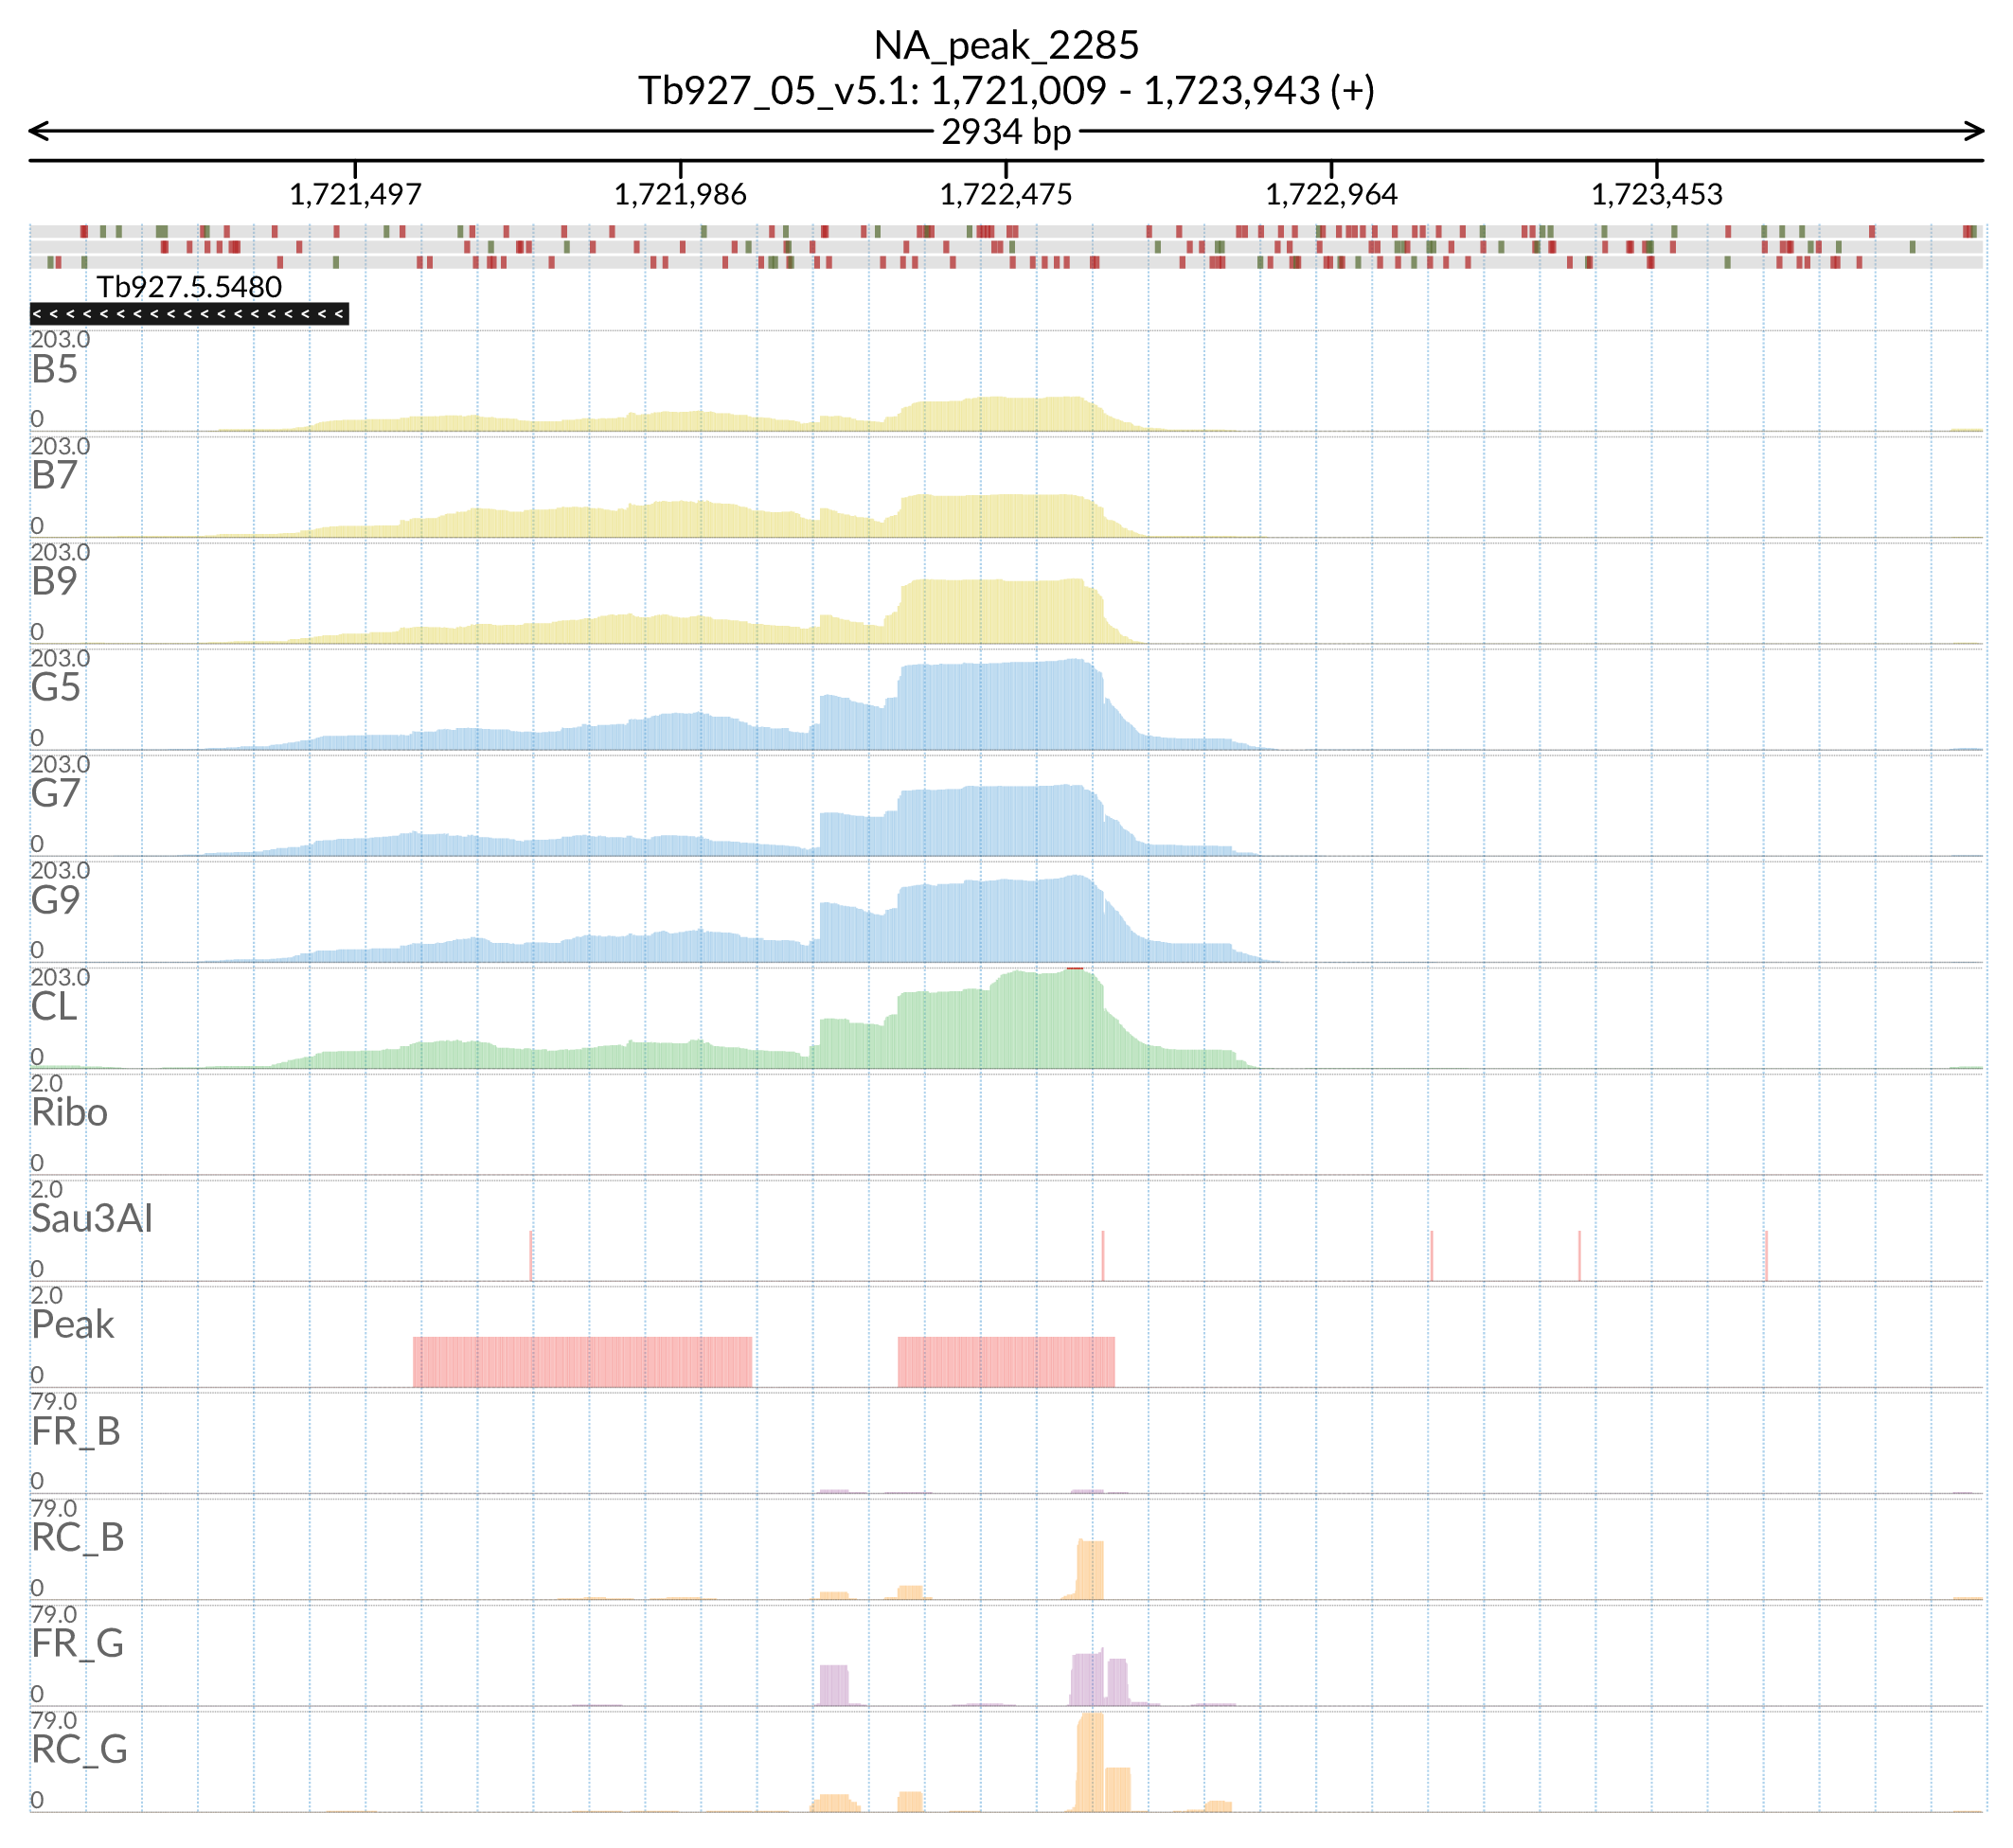 NA_peak_2285
Tb927_05_v5.1: 1,721,009 - 1,723,943 (+)
2934 bp
1,721,497 1,721,986 1,722,475 1,722,964 1,723,453
Tb927.5.5480
< < < < < < < < < < < < < < < < < < <
203.0
B5
0
203.0
B7
0
203.0
B9
0
203.0
G5
0
203.0
G7
0
203.0
G9
0
203.0
CL
0
2.0
Ribo
0
2.0
Sau3AI
0
2.0
Peak
0
79.0
FR_B
0
79.0
RC_B
0
79.0
FR_G
0
79.0
RC_G
0